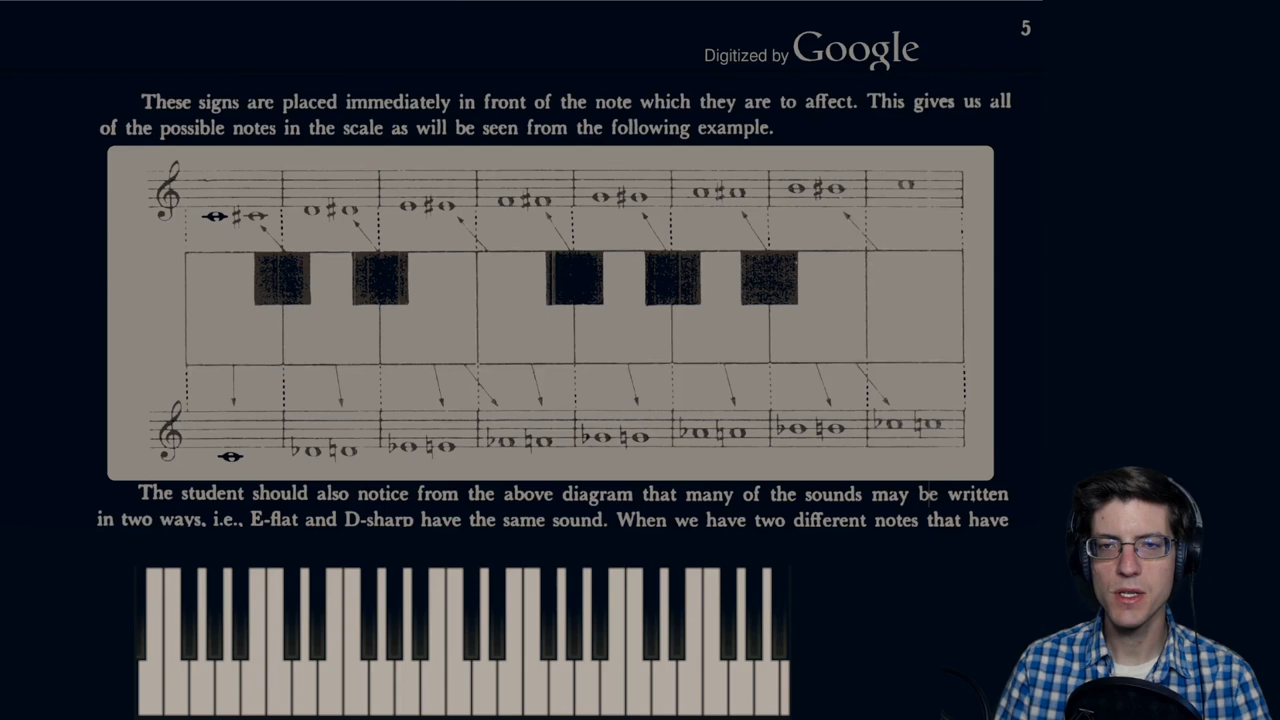 5
Digitized by Google
These signs are placed immediately in front of the note which they are to affect. This gives us all
of the possible notes in the scale as will be seen from the following example.
The student should also notice from the above diagram that many of the sounds may be written
in two ways, i.e., E-flat and D-sharp have the same sound. When we have two different notes that have